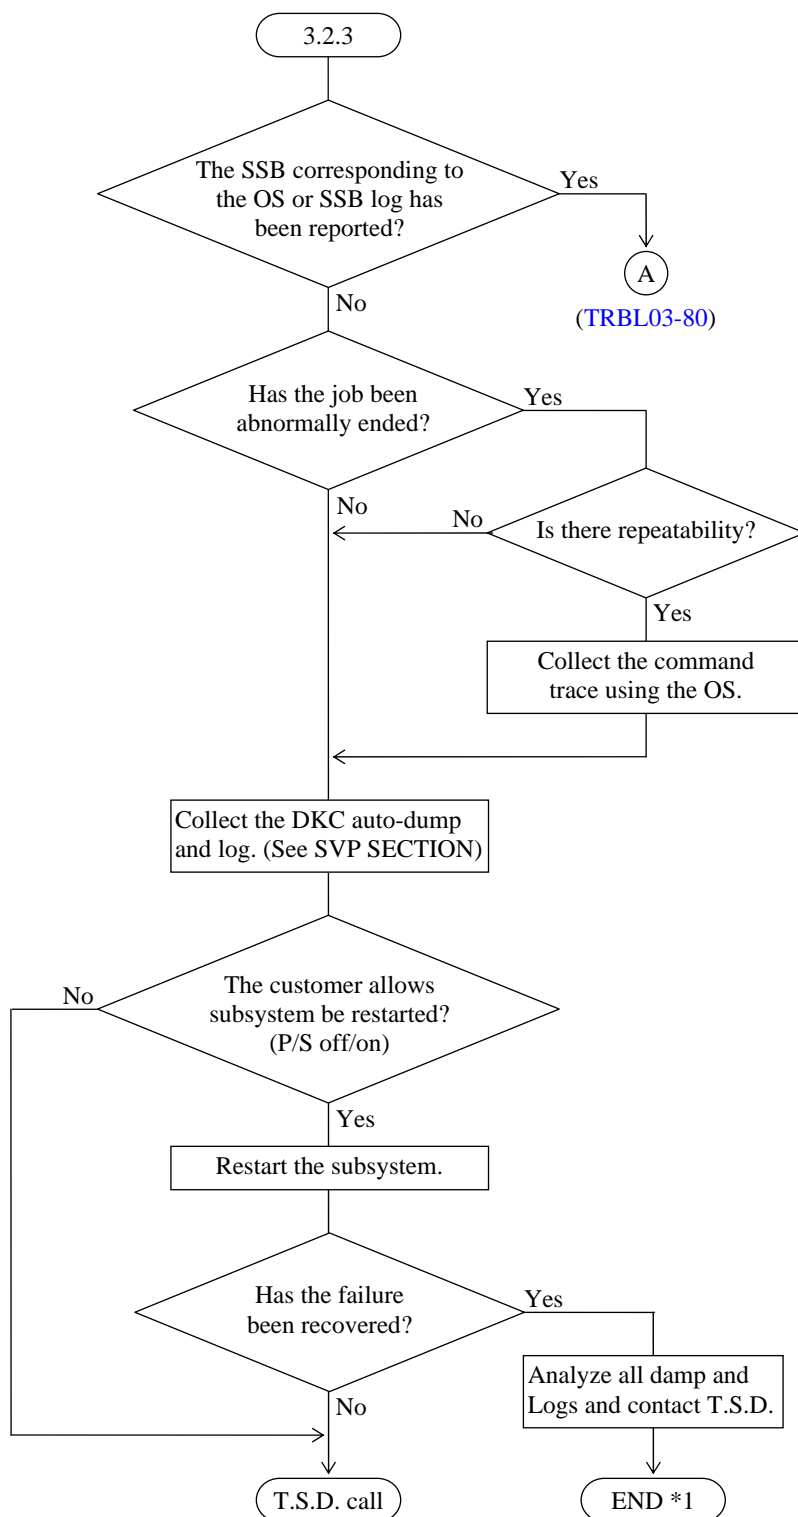 3.2.3
The SSB corresponding to
the OS or SSB log has
been reported?
Yes
A
(TRBL03-80)
No
Has the job been
abnormally ended?
Yes
No
No
Is there repeatability?
Yes
Collect the command
trace using the OS.
Collect the DKC auto-dump
and log. (See SVP SECTION)
No
The customer allows
subsystem be restarted?
(P/S off/on)
Yes
Restart the subsystem.
Has the failure
been recovered?
Yes
Analyze all damp and
Logs and contact T.S.D.
No
T.S.D. call
END *1